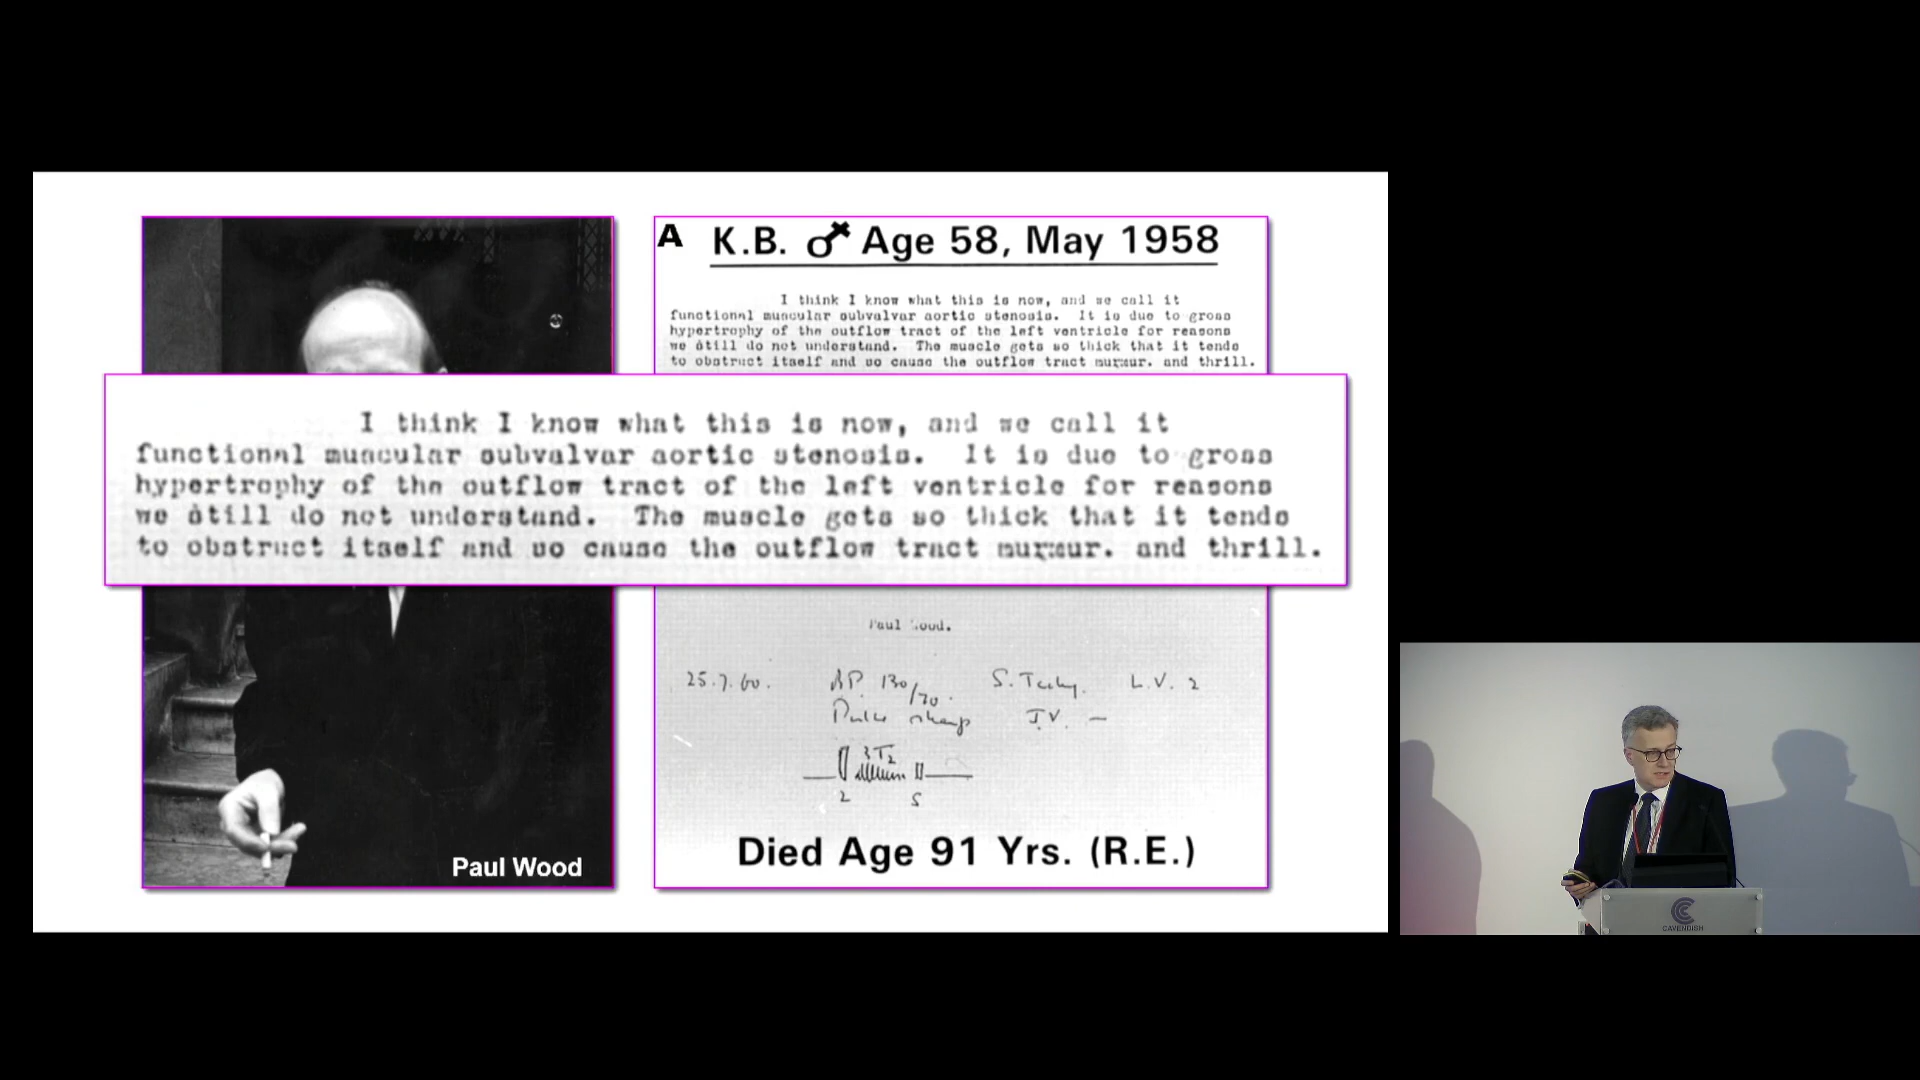 A K.B. ♂ Age 58, May 1958
I think I know what this is now, and we call it
functional muscular subvalvar aortic stenosis. It is due to gross
hypertrophy of the outflow tract of the left ventricle for reasons
we still do not understand. The muscle gets so thick that it tends
to obstruct itself and so cause the outflow tract murmur. and thrill.
I think I know what this is now, and we call it
functional muscular subvalvar aortic stenosis. It is due to gross
hypertrophy of the outflow tract of the left ventricle for reasons
we still do not understand. The muscle gets so thick that it tends
to obstruct itself and so cause the outflow tract murmur. and thrill.
Paul Wood.
25.7.60. 130/70. L.V. 2
Pulse sharp J.V. —
2 5
Died Age 91 Yrs. (R.E.)
Paul Wood
CAVENDISH